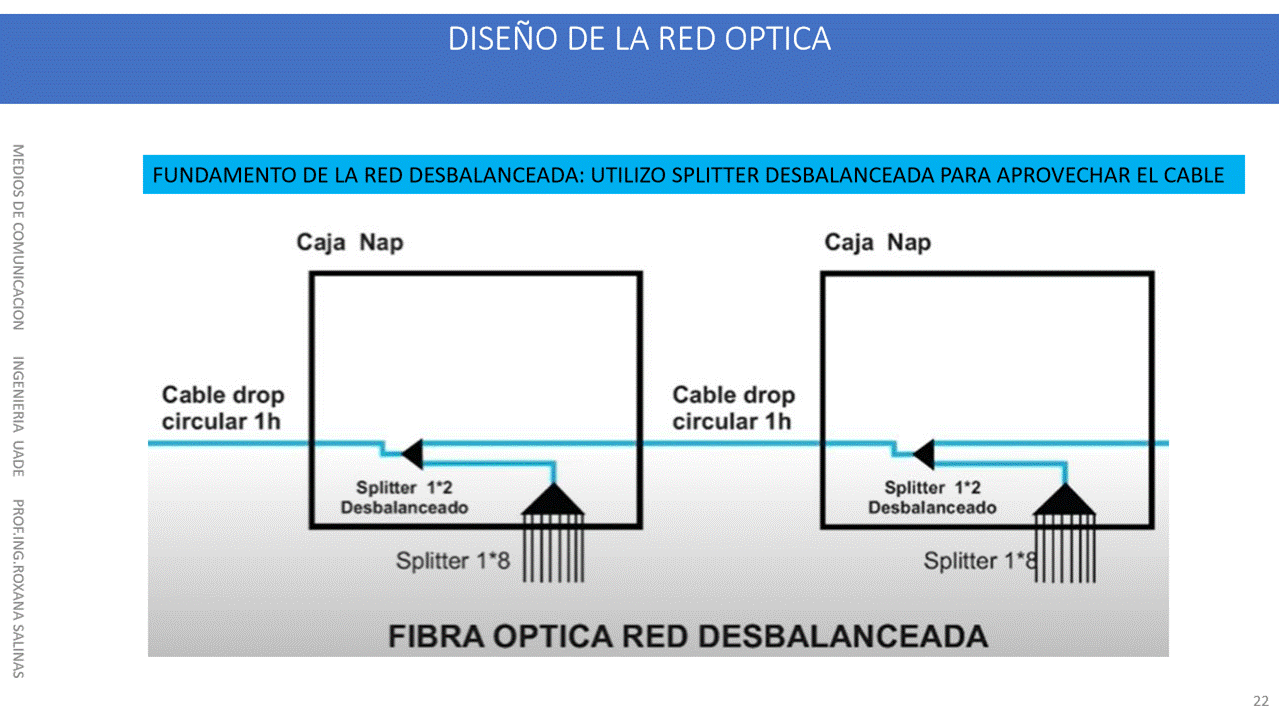 DISEÑO DE LA RED OPTICA
MEDIOS DE COMUNICACION INGENIERIA UADE PROF.ING.ROXANA SALINAS
FUNDAMENTO DE LA RED DESBALANCEADA: UTILIZO SPLITTER DESBALANCEADA PARA APROVECHAR EL CABLE
Caja Nap
Cable drop
circular 1h
Splitter 1*2
Desbalanceado
Splitter 1*8
Caja Nap
Cable drop
circular 1h
Splitter 1*2
Desbalanceado
Splitter 1*8
FIBRA OPTICA RED DESBALANCEADA
22